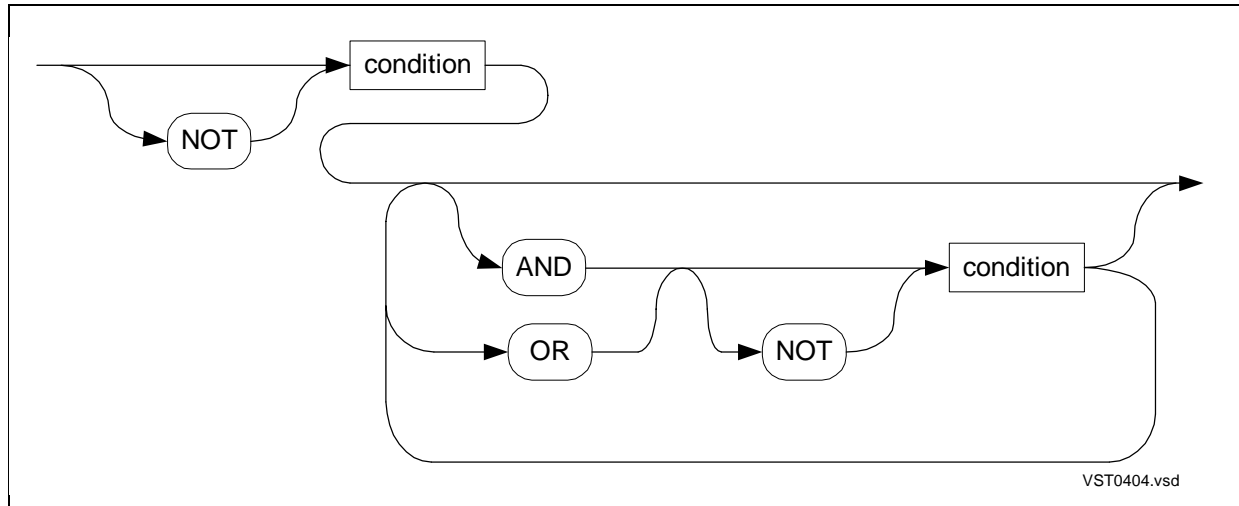 condition
NOT
AND
condition
OR
NOT
VST0404.vsd